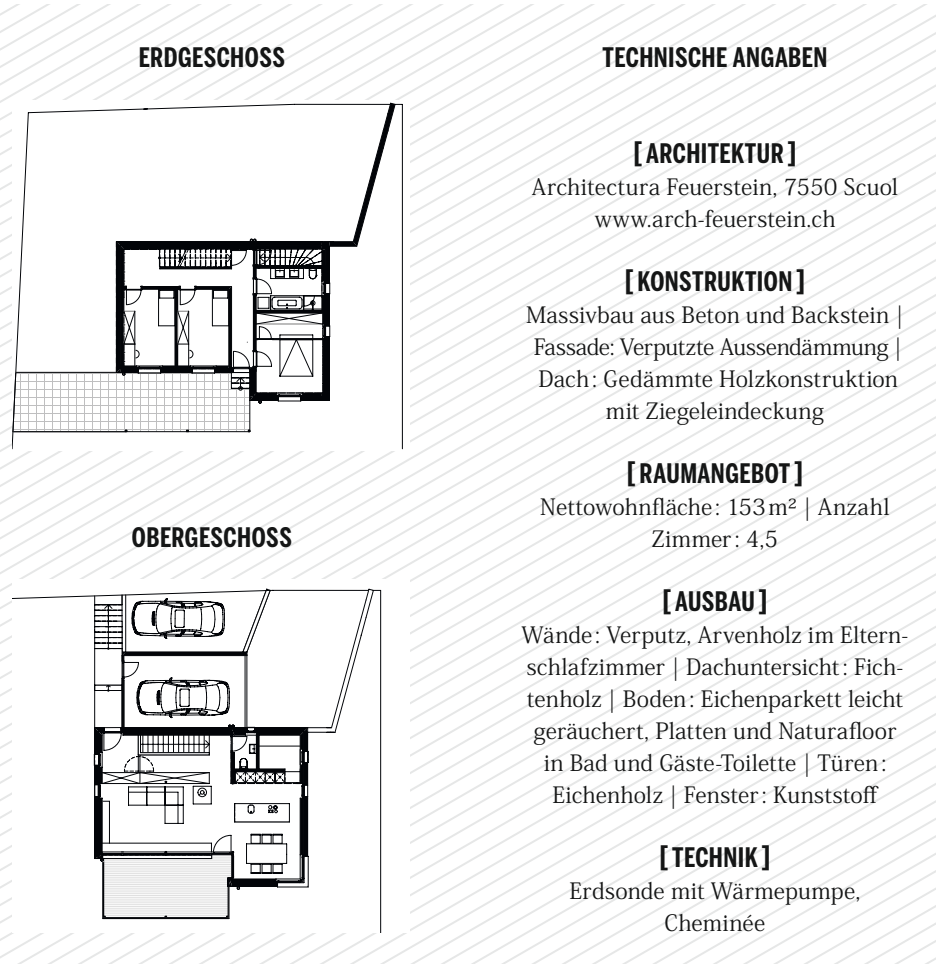 ERDGESCHOSS
OBERGESCHOSS
TECHNISCHE ANGABEN
[ARCHITEKTUR]
Architectura Feuerstein, 7550 Scuol
www.arch-feuerstein.ch
[KONSTRUKTION]
Massivbau aus Beton und Backstein |
Fassade: Verputzte Aussendämmung |
Dach: Gedämmte Holzkonstruktion
mit Ziegeleindeckung
[RAUMANGEBOT]
Nettowohnfläche: 153 m² | Anzahl
Zimmer: 4,5
[AUSBAU]
Wände: Verputz, Arvenholz im Eltern-
schlafzimmer | Dachuntersicht: Fich-
tenholz | Boden: Eichenparkett leicht
geräuchert, Platten und Naturafloor
in Bad und Gäste-Toilette | Türen:
Eichenholz | Fenster: Kunststoff
[TECHNIK]
Erdsonde mit Wärmepumpe,
Cheminée